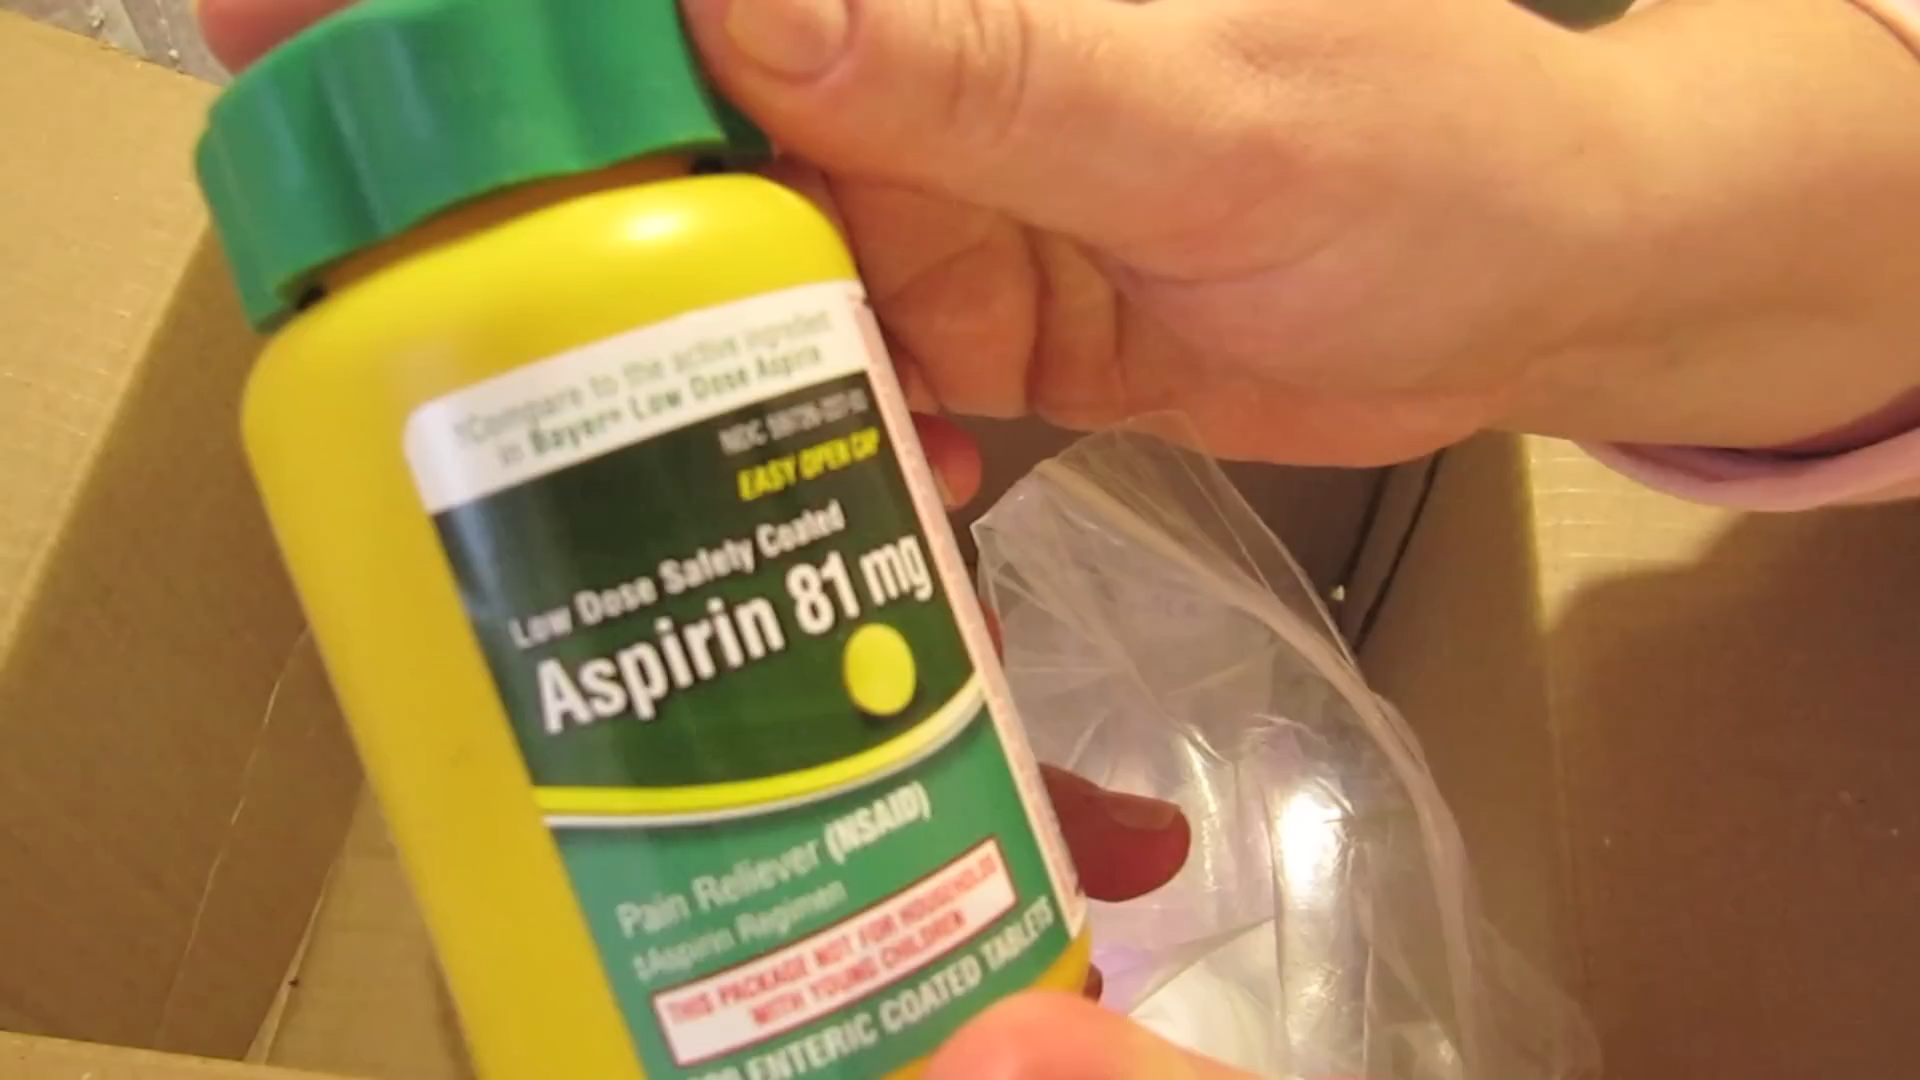 †Compare to the active ingredient
in Bayer® Low Dose Aspirin
NDC
EASY OPEN CAP
Low Dose Safety Coated
Aspirin 81 mg
Pain Reliever (NSAID)
‡Aspirin Regimen
THIS PACKAGE NOT FOR HOUSEHOLDS
WITH YOUNG CHILDREN
ENTERIC COATED TABLETS